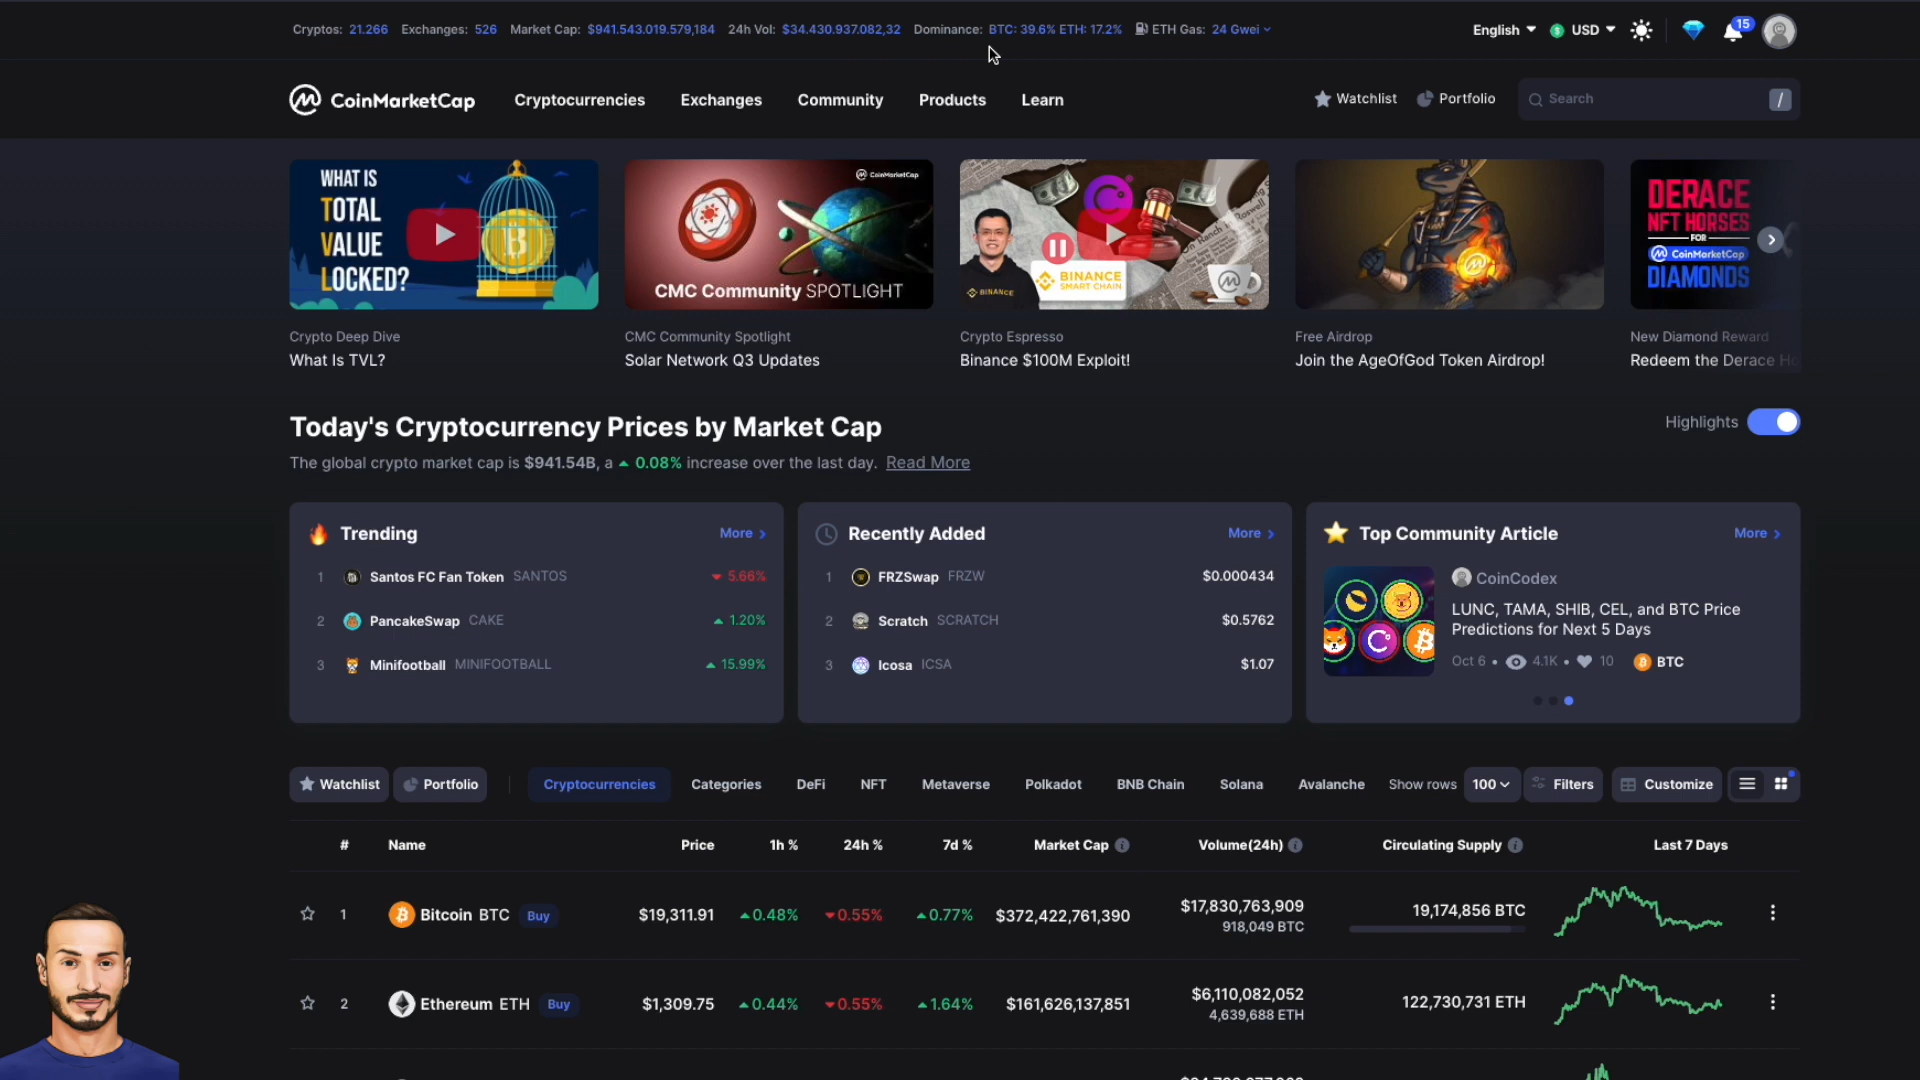 Cryptos: 21.266 Exchanges: 526 Market Cap: $941.543.019.579,184 24h Vol: $34.430.937.082,32 Dominance: BTC: 39.6% ETH: 17.2% ETH Gas: 24 Gwei English USD 15
CoinMarketCap Cryptocurrencies Exchanges Community Products Learn Watchlist Portfolio Search /
WHAT IS
TOTAL
VALUE
LOCKED?
CoinMarketCap
CMC Community SPOTLIGHT
BINANCE
BINANCE
SMART CHAIN
DERACE
NFT HORSES
FOR
CoinMarketCap
DIAMONDS
Crypto Deep Dive
What Is TVL?
CMC Community Spotlight
Solar Network Q3 Updates
Crypto Espresso
Binance $100M Exploit!
Free Airdrop
Join the AgeOfGod Token Airdrop!
New Diamond Reward
Redeem the Derace
Today's Cryptocurrency Prices by Market Cap
Highlights
The global crypto market cap is $941.54B, a 0.08% increase over the last day. Read More
Trending More
1 Santos FC Fan Token SANTOS 5.66%
2 PancakeSwap CAKE 1.20%
3 Minifootball MINIFOOTBALL 15.99%
Recently Added More
1 FRZSwap FRZW $0.000434
2 Scratch SCRATCH $0.5762
3 Icosa ICSA $1.07
Top Community Article More
CoinCodex
LUNC, TAMA, SHIB, CEL, and BTC Price
Predictions for Next 5 Days
Oct 6 • 4.1K • 10 BTC
Watchlist Portfolio Cryptocurrencies Categories DeFi NFT Metaverse Polkadot BNB Chain Solana Avalanche Show rows 100 Filters Customize
# Name Price 1h % 24h % 7d % Market Cap Volume(24h) Circulating Supply Last 7 Days
1 Bitcoin BTC Buy $19,311.91 0.48% 0.55% 0.77% $372,422,761,390 $17,830,763,909 19,174,856 BTC
918,049 BTC
2 Ethereum ETH Buy $1,309.75 0.44% 0.55% 1.64% $161,626,137,851 $6,110,082,052 122,730,731 ETH
4,639,688 ETH